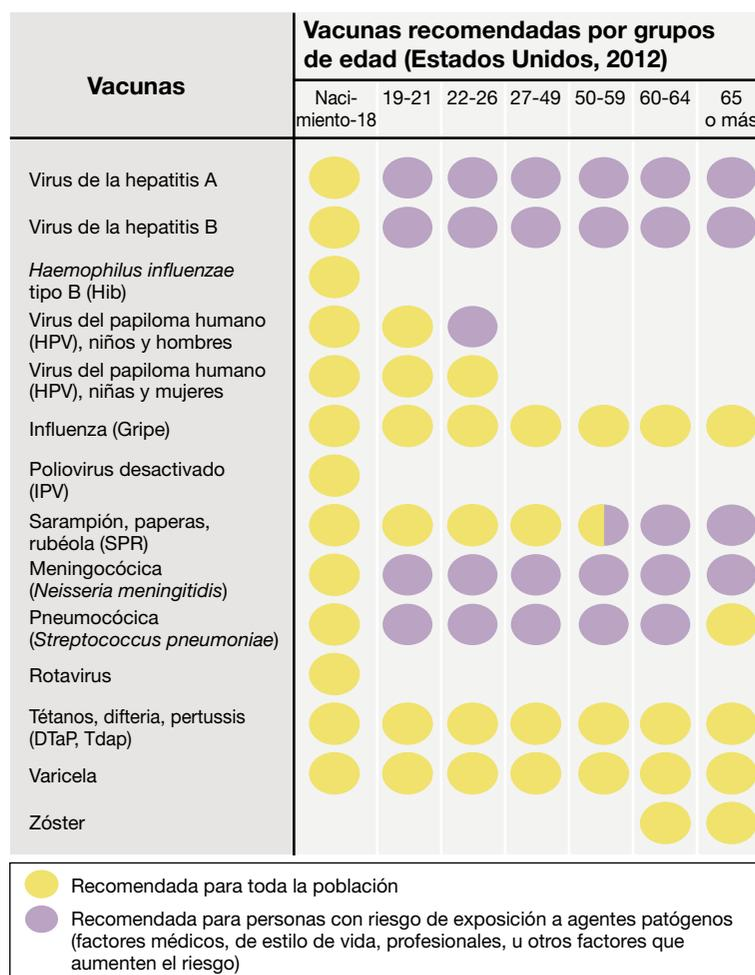 Vacunas recomendadas por grupos
de edad (Estados Unidos, 2012)
Vacunas
Naci-
miento-18
19-21
22-26
27-49
50-59
60-64
65
o más
Virus de la hepatitis A
Virus de la hepatitis B
Haemophilus influenzae
tipo B (Hib)
Virus del papiloma humano
(HPV), niños y hombres
Virus del papiloma humano
(HPV), niñas y mujeres
Influenza (Gripe)
Poliovirus desactivado
(IPV)
Sarampión, paperas,
rubéola (SPR)
Meningocócica
(Neisseria meningitidis)
Pneumocócica
(Streptococcus pneumoniae)
Rotavirus
Tétanos, difteria, pertussis
(DTaP, Tdap)
Varicela
Zóster
Recomendada para toda la población
Recomendada para personas con riesgo de exposición a agentes patógenos
(factores médicos, de estilo de vida, profesionales, u otros factores que
aumenten el riesgo)